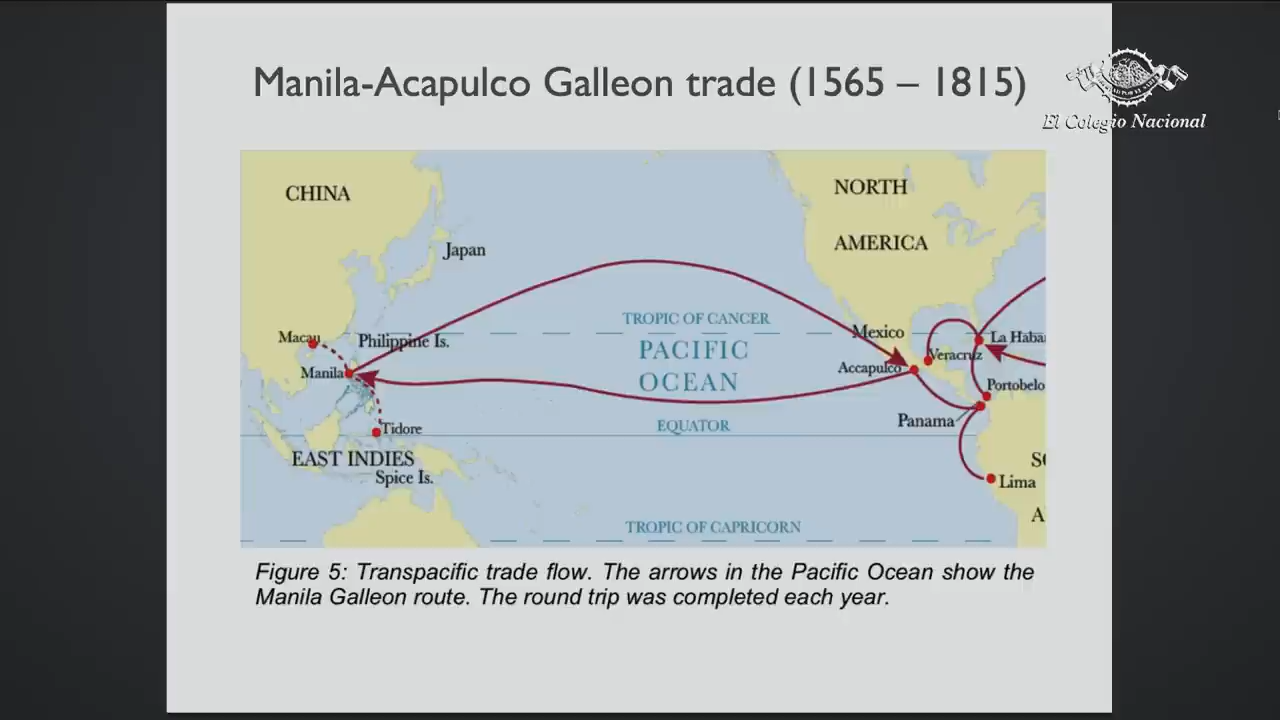 Manila-Acapulco Galleon trade (1565 – 1815)
El Colegio Nacional
CHINA
NORTH
AMERICA
Japan
TROPIC OF CANCER
Mexico
Macau
Philippine Is.
La Haba
PACIFIC
OCEAN
Veracruz
Manila
Accapulco
Portobelo
Panama
Tidore
EQUATOR
EAST INDIES
Spice Is.
Lima
TROPIC OF CAPRICORN
A
Figure 5: Transpacific trade flow. The arrows in the Pacific Ocean show the
Manila Galleon route. The round trip was completed each year.